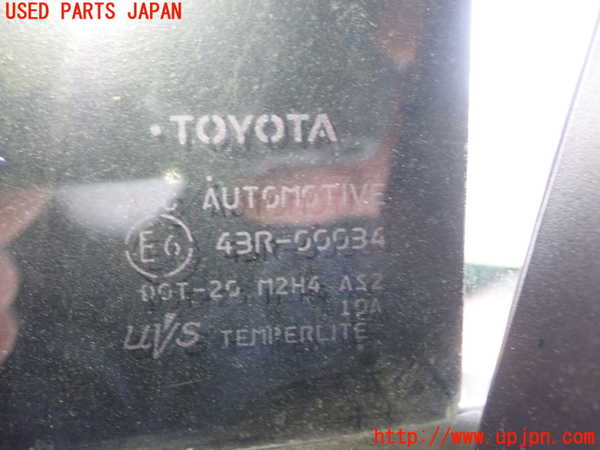 USED PARTS JAPAN
•TOYOTA
AUTOMOTIVE
E6 43R-00034
DOT-20 M2H4 AS2
10A
UVS TEMPERLITE
http://www.upjpn.com/